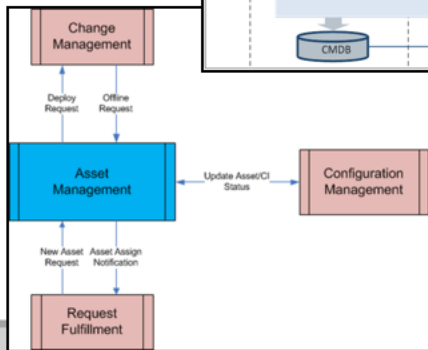 CMDB
Change
Management
Deploy
Request
Offline
Request
Asset
Management
Update Asset/CI
Status
Configuration
Management
New Asset
Request
Asset Assign
Notification
Request
Fulfillment